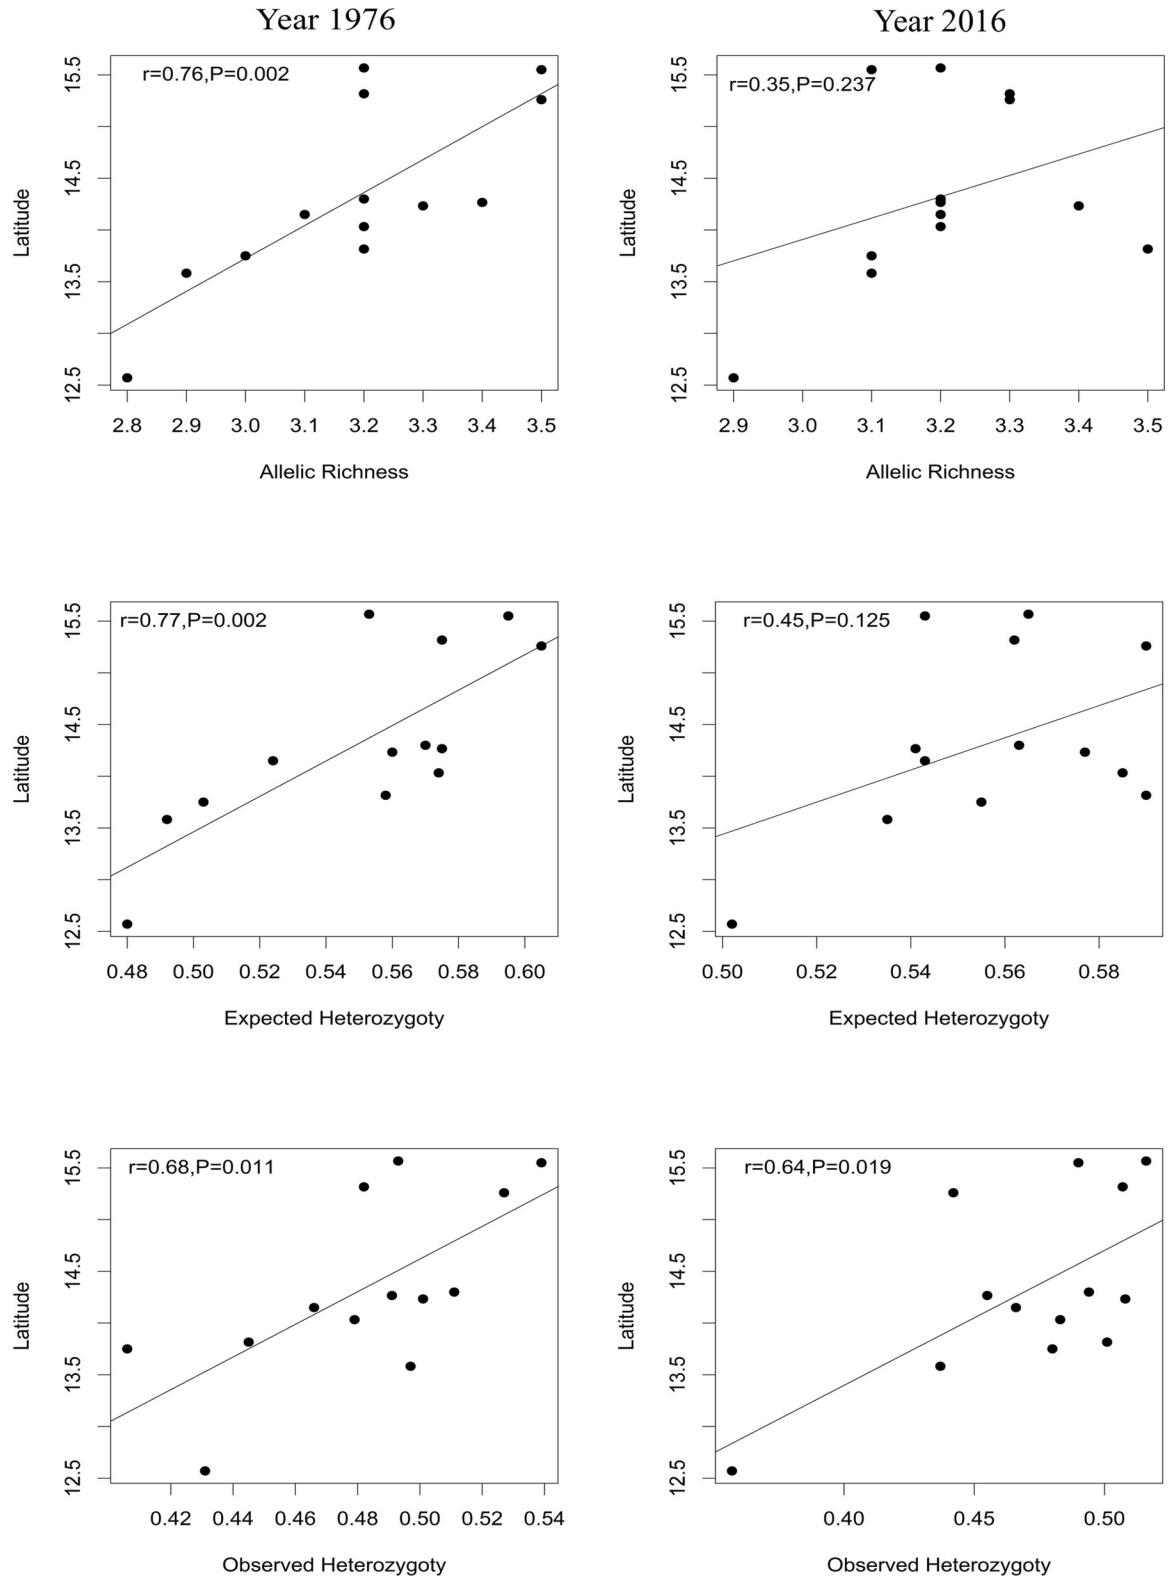 Year 1976
Year 2016
r=0.76,P=0.002
Latitude
15.5
14.5
13.5
12.5
2.8 2.9 3.0 3.1 3.2 3.3 3.4 3.5
Allelic Richness
r=0.35,P=0.237
Latitude
15.5
14.5
13.5
12.5
2.9 3.0 3.1 3.2 3.3 3.4 3.5
Allelic Richness
r=0.77,P=0.002
Latitude
15.5
14.5
13.5
12.5
0.48 0.50 0.52 0.54 0.56 0.58 0.60
Expected Heterozygoty
r=0.45,P=0.125
Latitude
15.5
14.5
13.5
12.5
0.50 0.52 0.54 0.56 0.58
Expected Heterozygoty
r=0.68,P=0.011
Latitude
15.5
14.5
13.5
12.5
0.42 0.44 0.46 0.48 0.50 0.52 0.54
Observed Heterozygoty
r=0.64,P=0.019
Latitude
15.5
14.5
13.5
12.5
0.40 0.45 0.50
Observed Heterozygoty